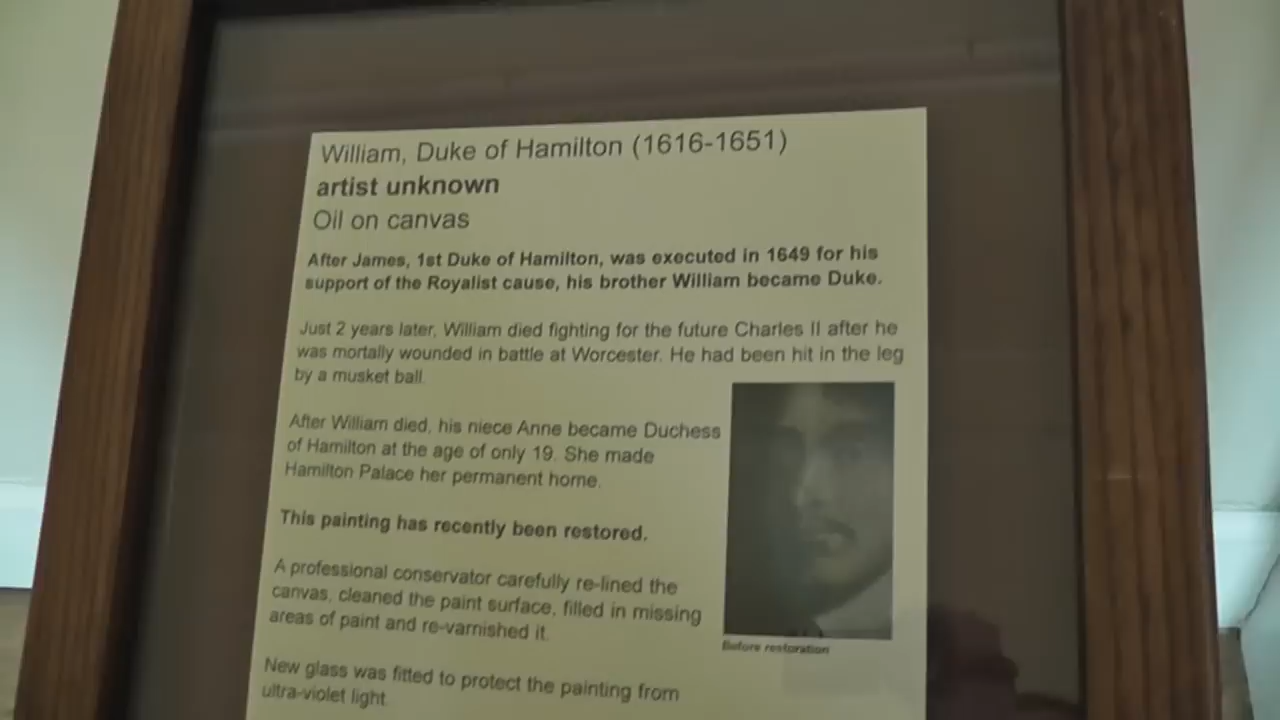 William, Duke of Hamilton (1616-1651)
artist unknown
Oil on canvas
After James, 1st Duke of Hamilton, was executed in 1649 for his
support of the Royalist cause, his brother William became Duke.
Just 2 years later, William died fighting for the future Charles II after he
was mortally wounded in battle at Worcester. He had been hit in the leg
by a musket ball.
After William died, his niece Anne became Duchess
of Hamilton at the age of only 19. She made
Hamilton Palace her permanent home.
This painting has recently been restored.
A professional conservator carefully re-lined the
canvas, cleaned the paint surface, filled in missing
areas of paint and re-varnished it.
Before restoration
New glass was fitted to protect the painting from
ultra-violet light.